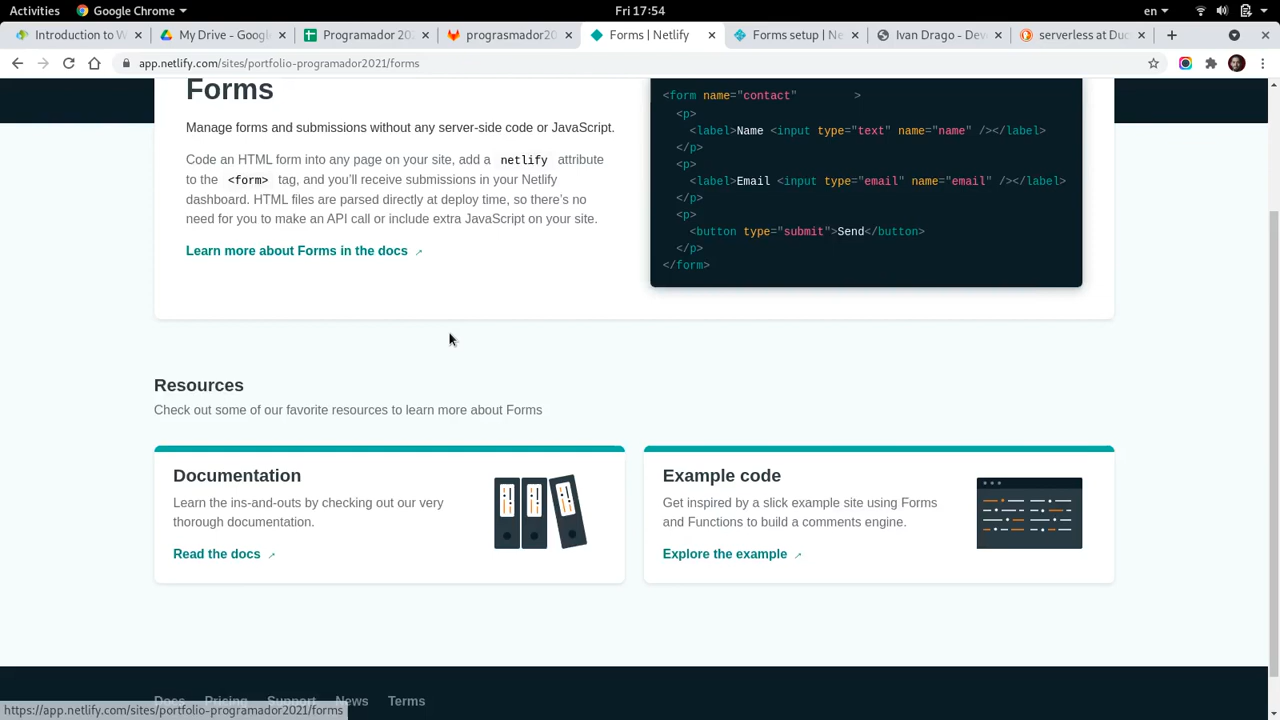 Activities
Google Chrome
Fri 17:54
en
Introduction to W
My Drive - Googl
Programador 202
prograsmador20
Forms | Netlify
Forms setup | Ne
Ivan Drago - Dev
serverless at Duc
app.netlify.com/sites/portfolio-programador2021/forms
Forms
Manage forms and submissions without any server-side code or JavaScript.
Code an HTML form into any page on your site, add a netlify attribute
to the <form> tag, and you’ll receive submissions in your Netlify
dashboard. HTML files are parsed directly at deploy time, so there’s no
need for you to make an API call or include extra JavaScript on your site.
Learn more about Forms in the docs
<form name="contact" >
<p>
<label>Name <input type="text" name="name" /></label>
</p>
<p>
<label>Email <input type="email" name="email" /></label>
</p>
<p>
<button type="submit">Send</button>
</p>
</form>
Resources
Check out some of our favorite resources to learn more about Forms
Documentation
Learn the ins-and-outs by checking out our very
thorough documentation.
Read the docs
Example code
Get inspired by a slick example site using Forms
and Functions to build a comments engine.
Explore the example
Docs Pricing Support News Terms
https://app.netlify.com/sites/portfolio-programador2021/forms